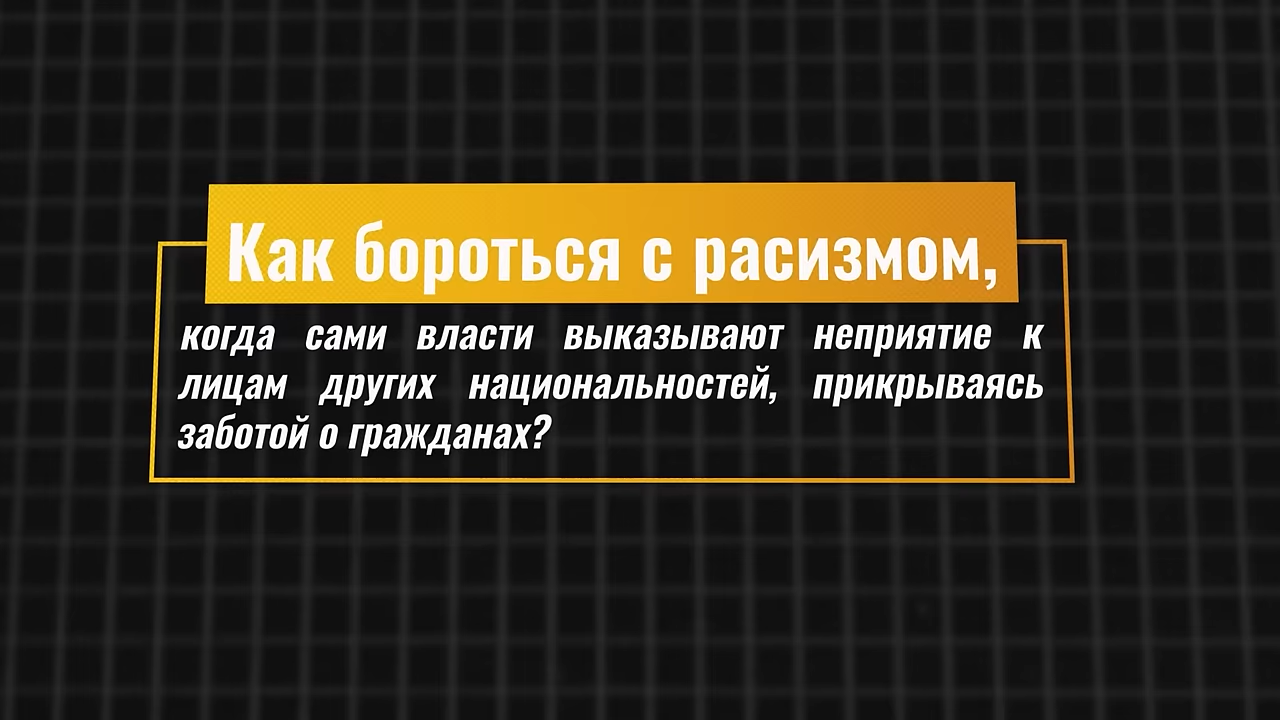 Как бороться с расизмом,
когда сами власти выказывают неприятие к
лицам других национальностей, прикрываясь
заботой о гражданах?